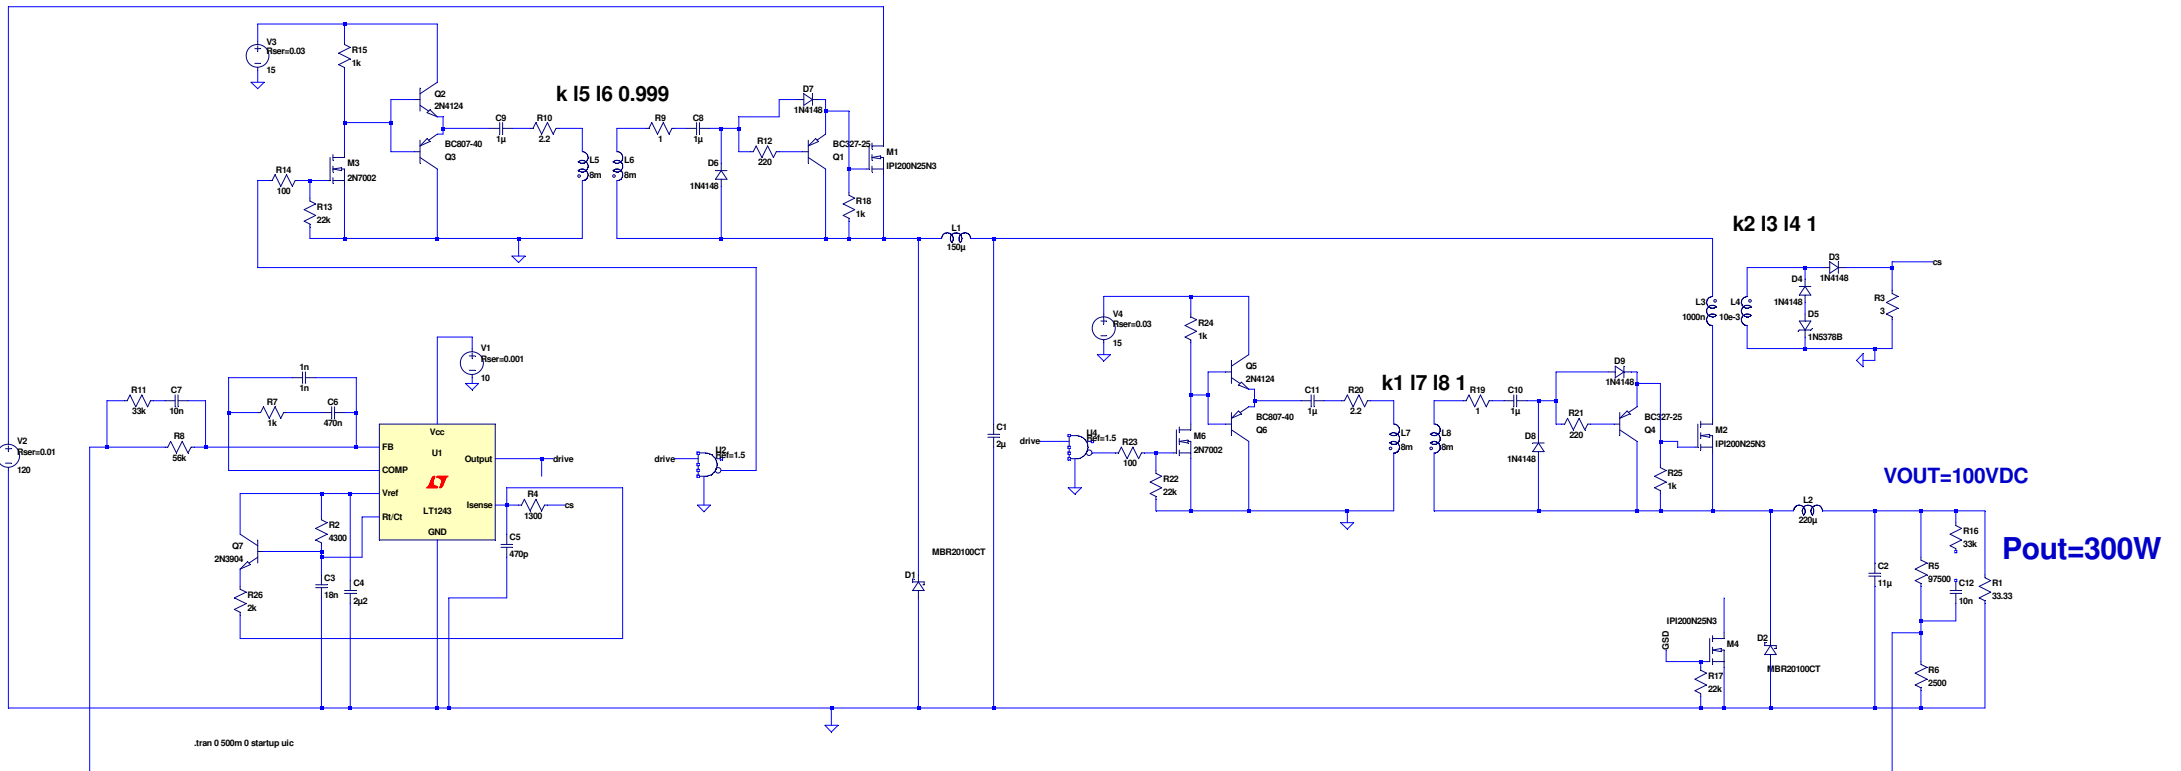 V3
Rser=0.03
15
R15
1k
Q2
2N4124
BC807-40
Q3
M3
2N7002
R14
100
R13
22k
C9
1µ
R10
2.2
k l5 l6 0.999
L5
8m
L6
8m
R9
1
C8
1µ
D6
1N4148
D7
1N4148
R12
220
BC327-25
Q1
M1
IPI200N25N3
R18
1k
L1
150µ
k2 l3 l4 1
L3
1000n
L4
10e-3
D4
1N4148
D3
1N4148
D5
1N5378B
R3
3
cs
V4
Rser=0.03
15
R24
1k
Q5
2N4124
BC807-40
Q6
M6
2N7002
R23
100
R22
22k
drive
U4
Ref=1.5
C11
1µ
R20
2.2
k1 l7 l8 1
L7
8m
L8
8m
R19
1
C10
1µ
D8
1N4148
D9
1N4148
R21
220
BC327-25
Q4
M2
IPI200N25N3
R25
1k
V2
Rser=0.01
120
R11
33k
C7
10n
R8
56k
1n
1n
R7
1k
C6
470n
V1
Rser=0.001
10
Vcc
U1
FB
COMP
Vref
Rt/Ct
Output
Isense
LT1243
GND
drive
drive
U2
Ref=1.5
R4
1300
cs
C5
470p
Q7
2N3904
R2
4300
R26
2k
C3
18n
C4
2µ2
D1
MBR20100CT
C1
2µ
VOUT=100VDC
Pout=300W
L2
220µ
IPI200N25N3
GSD
M4
R17
22k
D2
MBR20100CT
C2
11µ
R5
97500
R16
33k
C12
10n
R1
33.33
R6
2500
.tran 0 500m 0 startup uic